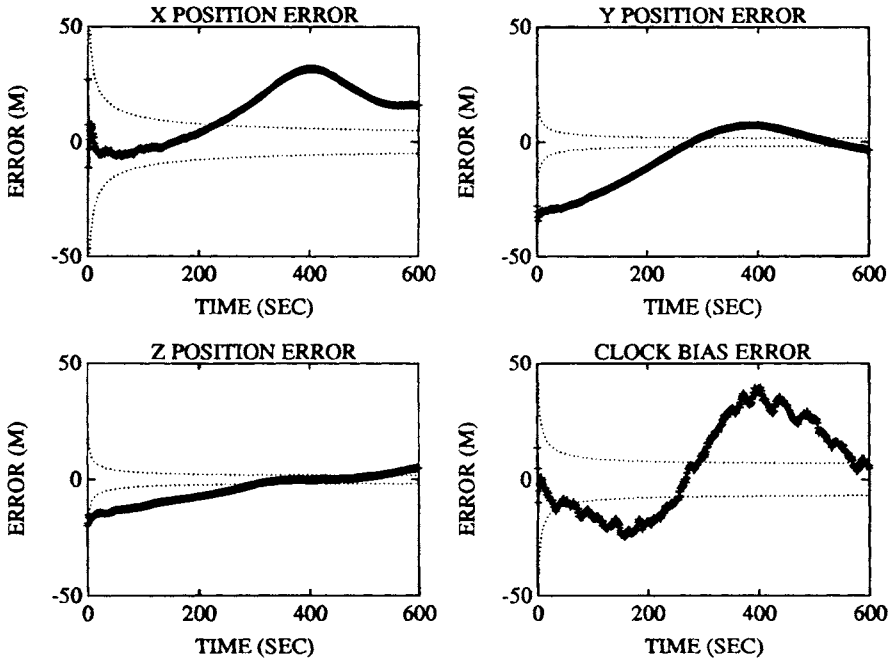 X POSITION ERROR
50
0
-50
ERROR (M)
0 200 400 600
TIME (SEC)
Y POSITION ERROR
50
0
-50
ERROR (M)
0 200 400 600
TIME (SEC)
Z POSITION ERROR
50
0
-50
ERROR (M)
0 200 400 600
TIME (SEC)
CLOCK BIAS ERROR
50
0
-50
ERROR (M)
0 200 400 600
TIME (SEC)